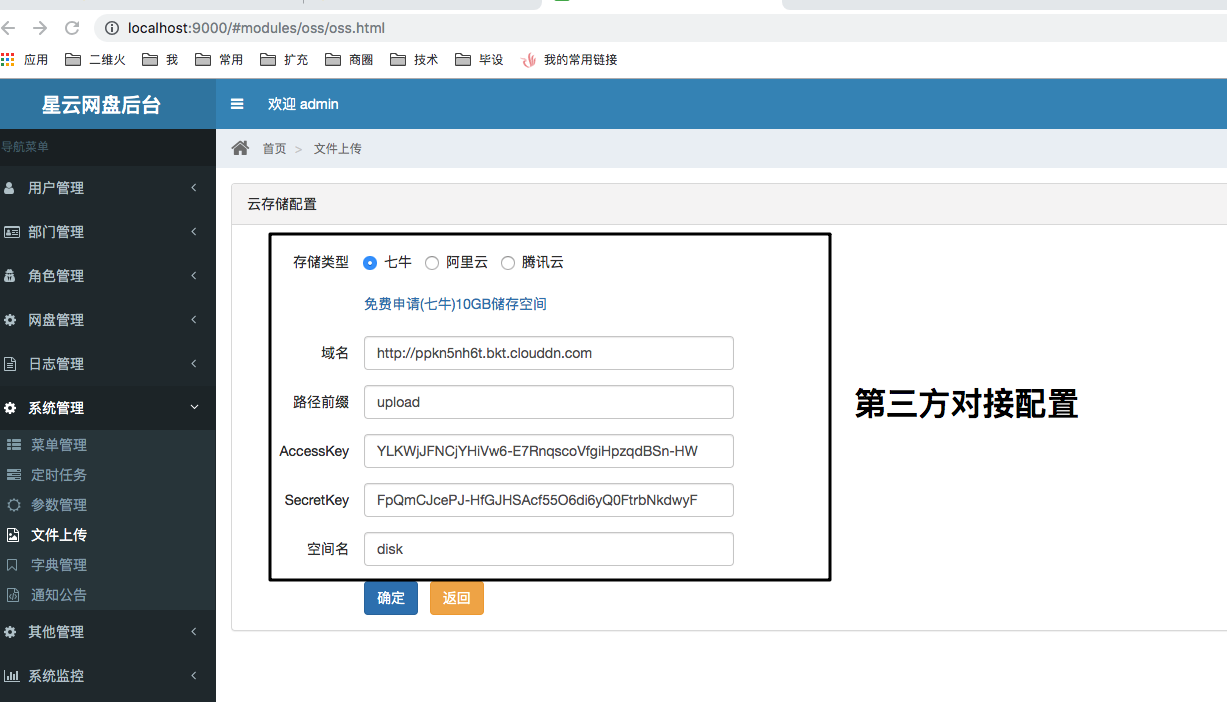 localhost:9000/#modules/oss/oss.html
应用 二维火 我 常用 扩充 商圈 技术 毕设 我的常用链接
星云网盘后台
欢迎 admin
导航菜单
首页 > 文件上传
用户管理
部门管理
角色管理
网盘管理
日志管理
系统管理
菜单管理
定时任务
参数管理
文件上传
字典管理
通知公告
其他管理
系统监控
云存储配置
存储类型 七牛 阿里云 腾讯云
免费申请(七牛)10GB储存空间
域名 http://ppkn5nh6t.bkt.clouddn.com
路径前缀 upload
AccessKey YLKWjJFNCjYHiVw6-E7RnqscoVfgiHpzqdBSn-HW
SecretKey FpQmCJcePJ-HfGJHSAcf55O6di6yQ0FtrbNkdwyF
空间名 disk
确定 返回
第三方对接配置